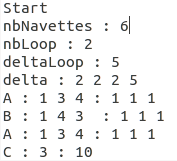 Start
nbNavettes : 6
nbLoop : 2
deltaLoop : 5
delta : 2 2 2 5
A : 1 3 4 : 1 1 1
B : 1 4 3  : 1 1 1
A : 1 3 4 : 1 1 1
C : 3 : 10